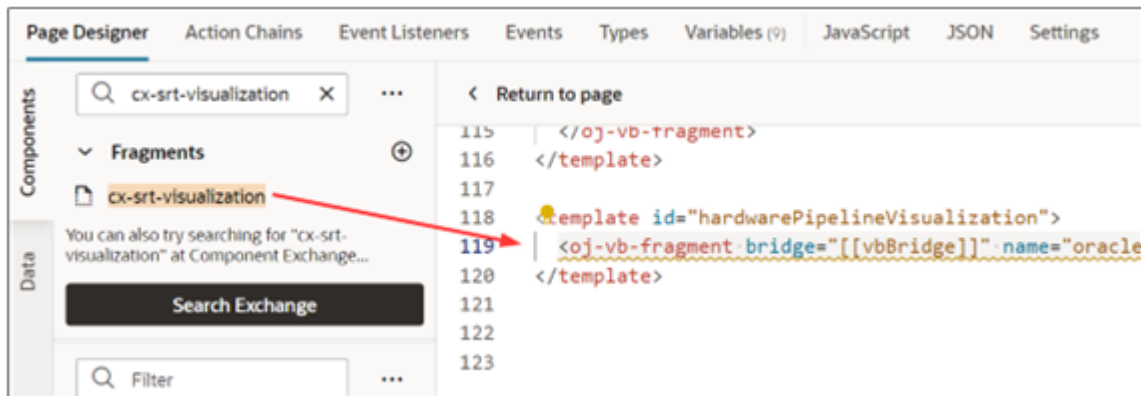 Page Designer Action Chains Event Listeners Events Types Variables (9) JavaScript JSON Settings
Components
Data
cx-srt-visualization ×
Fragments
cx-srt-visualization
You can also try searching for "cx-srt-
visualization" at Component Exchange...
Search Exchange
Filter
Return to page
115 </oj-vb-fragment>
116 </template>
117
118 <template id="hardwarePipelineVisualization">
119 <oj-vb-fragment bridge="[[vbBridge]]" name="oracle
120 </template>
121
122
123